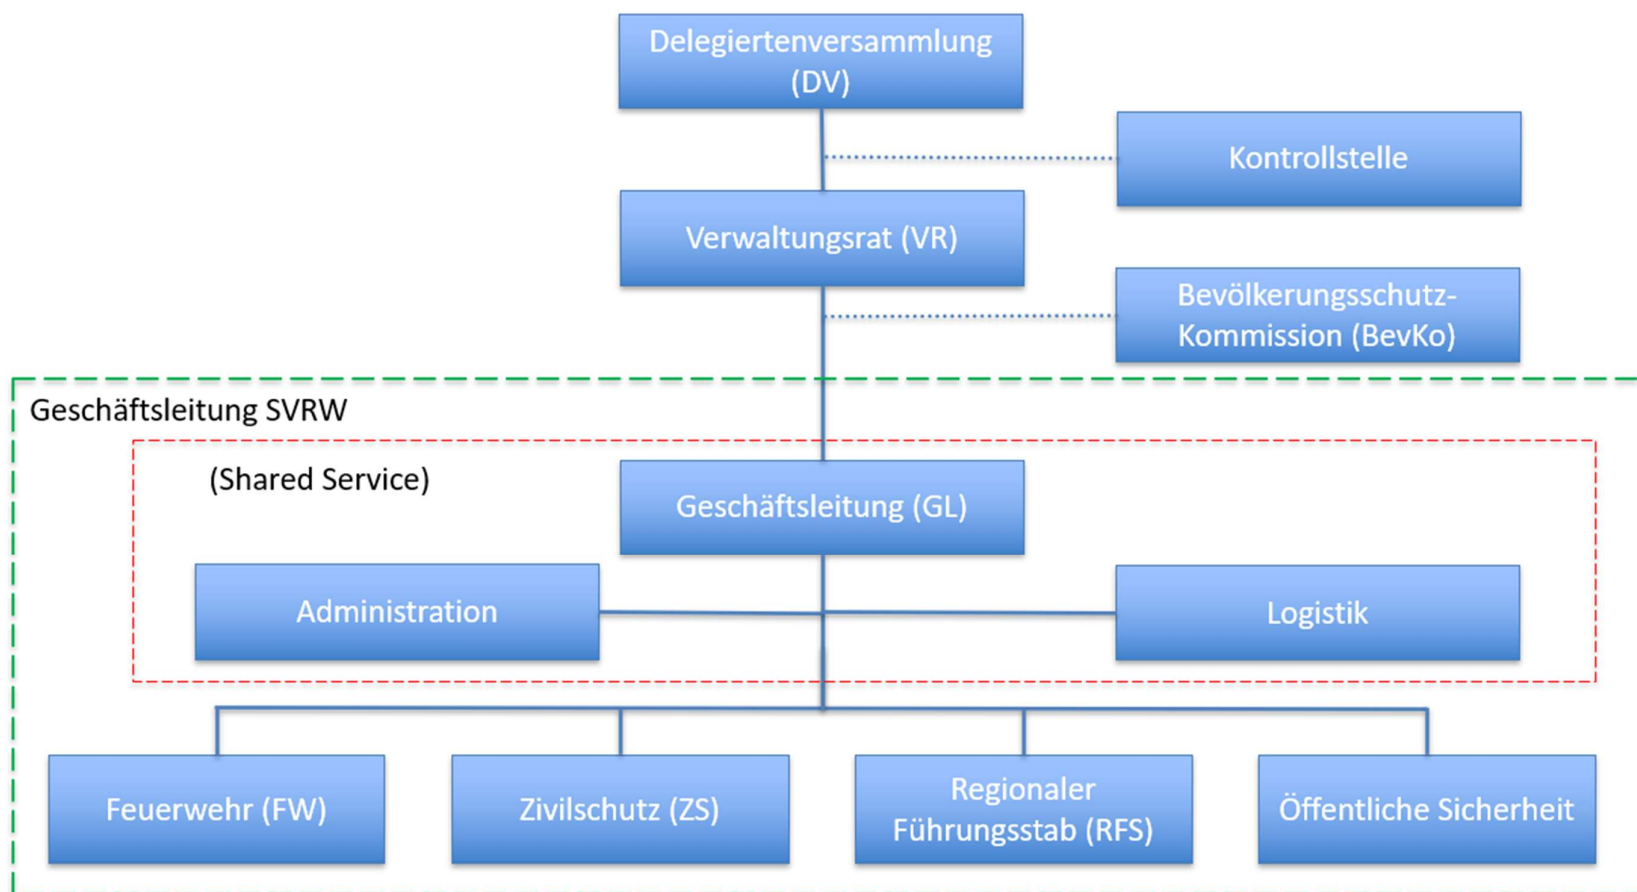 Delegiertenversammlung
(DV)
Kontrollstelle
Verwaltungsrat (VR)
Bevölkerungsschutz-
Kommission (BevKo)
Geschäftsleitung SVRW
(Shared Service)
Geschäftsleitung (GL)
Administration
Logistik
Feuerwehr (FW)
Zivilschutz (ZS)
Regionaler
Führungsstab (RFS)
Öffentliche Sicherheit